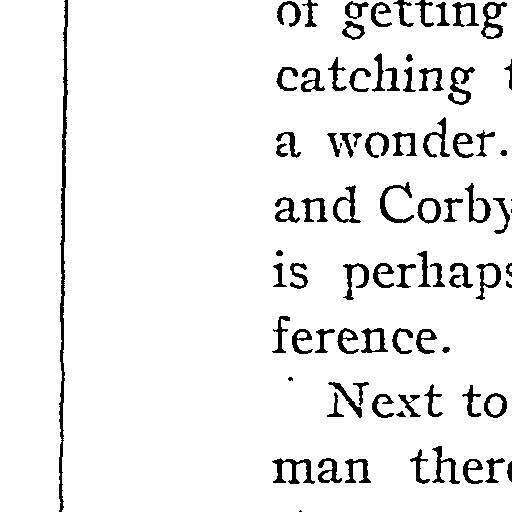 of getting
catching
a wonder.
and Corby
is perhaps
ference.
Next to
man there